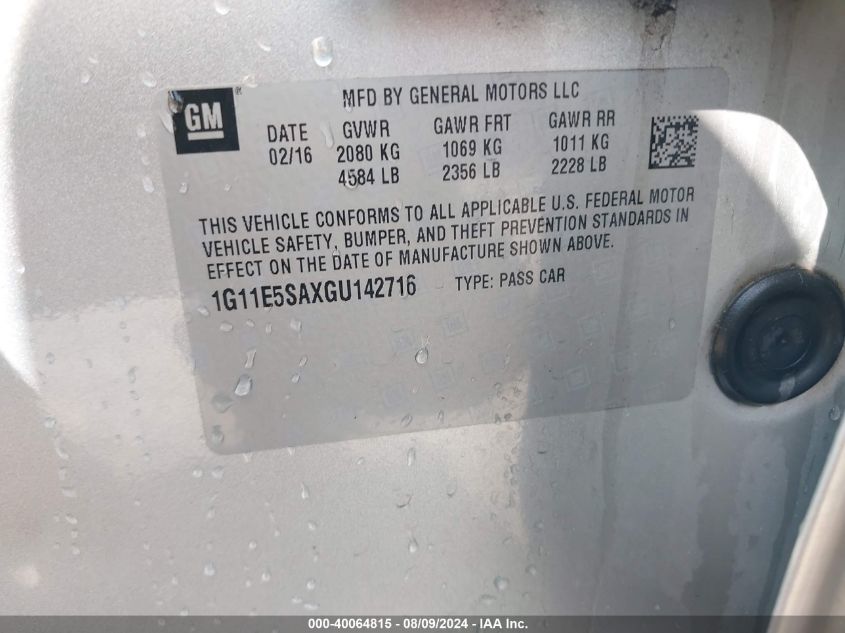 GM
MFD BY GENERAL MOTORS LLC
DATE GVWR GAWR FRT GAWR RR
02/16 2080 KG 1069 KG 1011 KG
4584 LB 2356 LB 2228 LB
THIS VEHICLE CONFORMS TO ALL APPLICABLE U.S. FEDERAL MOTOR
VEHICLE SAFETY, BUMPER, AND THEFT PREVENTION STANDARDS IN
EFFECT ON THE DATE OF MANUFACTURE SHOWN ABOVE.
1G11E5SAXGU142716 TYPE: PASS CAR
000-40064815 - 08/09/2024 - IAA Inc.